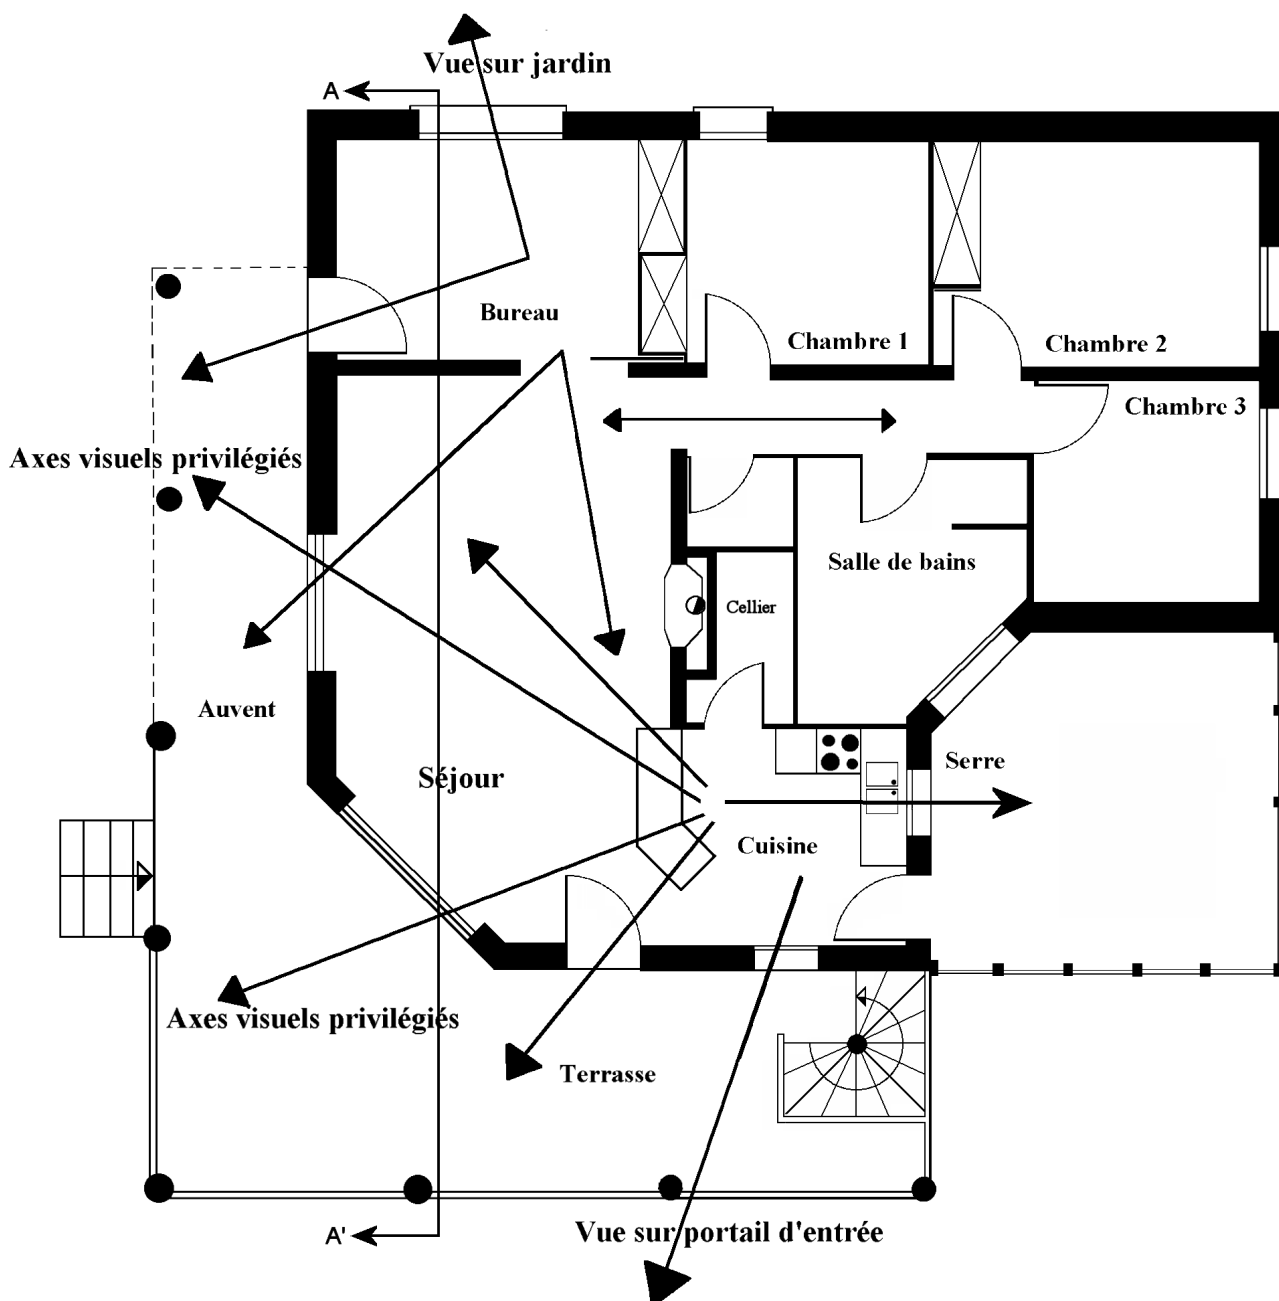 Vue sur jardin
A
Bureau
Chambre 1
Chambre 2
Chambre 3
Axes visuels privilégiés
Salle de bains
Cellier
Auvent
Séjour
Serre
Cuisine
Axes visuels privilégiés
Terrasse
A'
Vue sur portail d'entrée